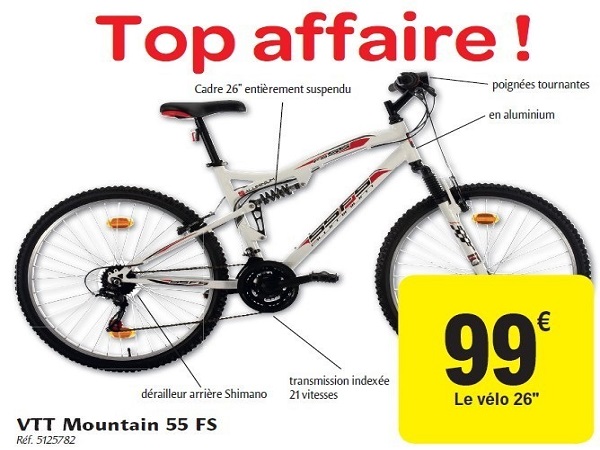 Top affaire !
Cadre 26" entièrement suspendu
poignées tournantes
en aluminium
55FS
99€
Le vélo 26"
dérailleur arrière Shimano
transmission indexée
21 vitesses
VTT Mountain 55 FS
Réf. 5125782